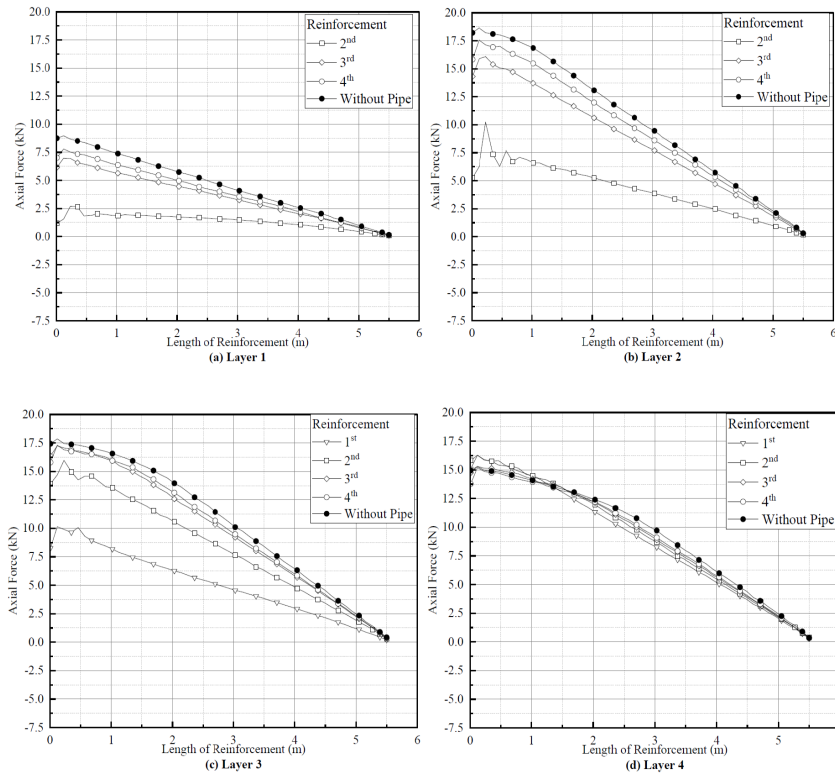 20.0
17.5
15.0
12.5
10.0
7.5
5.0
2.5
0.0
-2.5
-5.0
-7.5
Axial Force (kN)
Reinforcement
2nd
3rd
4th
Without Pipe
0 1 2 3 4 5 6
Length of Reinforcement (m)
(a) Layer 1
20.0
17.5
15.0
12.5
10.0
7.5
5.0
2.5
0.0
-2.5
-5.0
-7.5
Axial Force (kN)
Reinforcement
2nd
3rd
4th
Without Pipe
0 1 2 3 4 5 6
Length of Reinforcement (m)
(b) Layer 2
20.0
17.5
15.0
12.5
10.0
7.5
5.0
2.5
0.0
-2.5
-5.0
-7.5
Axial Force (kN)
Reinforcement
1st
2nd
3rd
4th
Without Pipe
0 1 2 3 4 5 6
Length of Reinforcement (m)
(c) Layer 3
20.0
17.5
15.0
12.5
10.0
7.5
5.0
2.5
0.0
-2.5
-5.0
-7.5
Axial Force (kN)
Reinforcement
1st
2nd
3rd
4th
Without Pipe
0 1 2 3 4 5
Length of Reinforcement (m)
(d) Layer 4